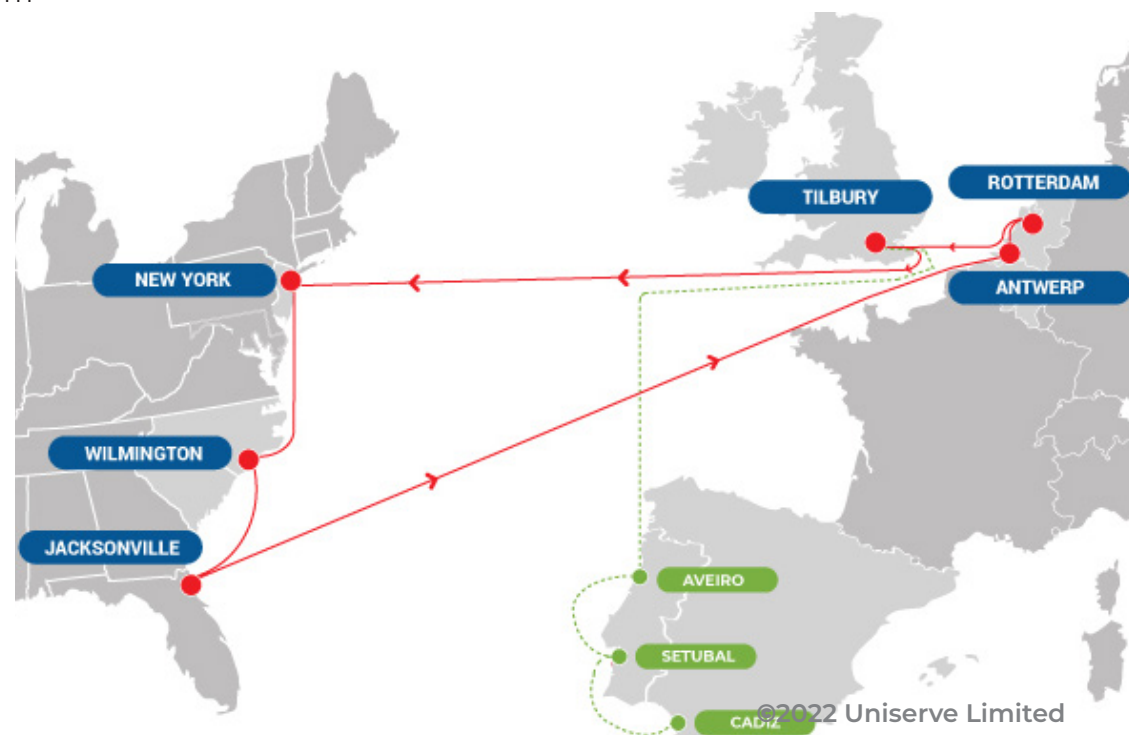 ROTTERDAM
TILBURY
NEW YORK
ANTWERP
WILMINGTON
JACKSONVILLE
AVEIRO
SETUBAL
CADIZ
©2022 Uniserve Limited